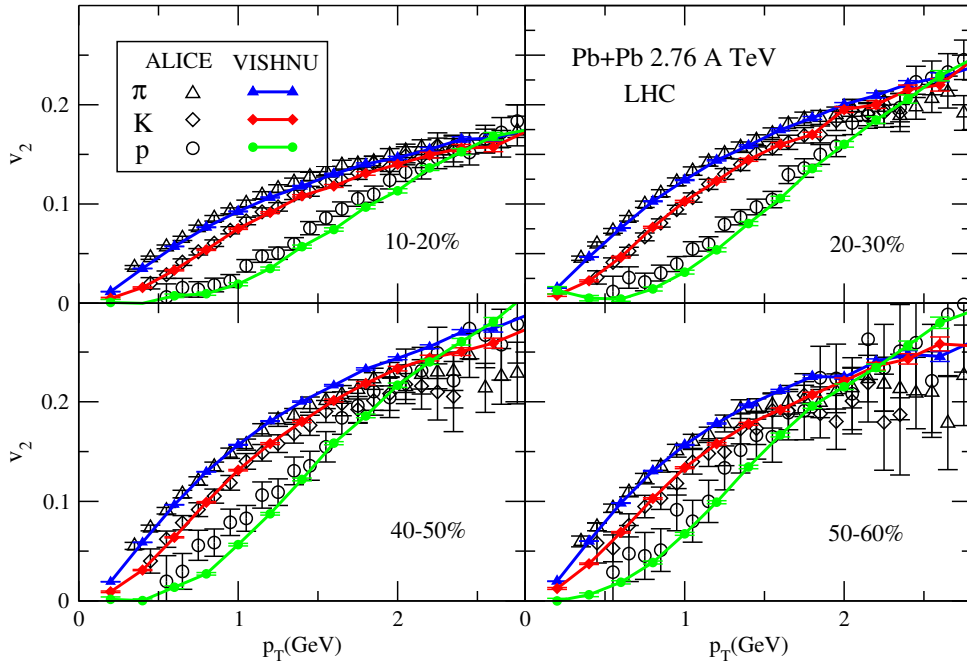 ALICE VISHNU
π
K
p
Pb+Pb 2.76 A TeV
LHC
0.2
0.1
0
v2
10-20%
20-30%
0.2
0.1
0
v2
40-50%
50-60%
0 1 2 0 1 2
pT(GeV) pT(GeV)